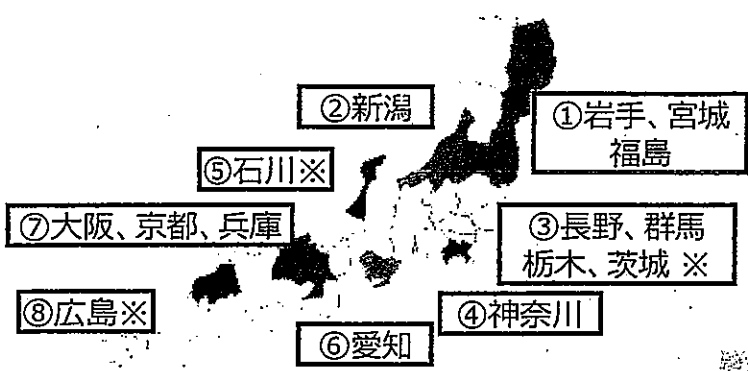 ②新潟
①岩手、宮城
福島
⑤石川※
⑦大阪、京都、兵庫
③長野、群馬
栃木、茨城 ※
⑧広島※
④神奈川
⑥愛知